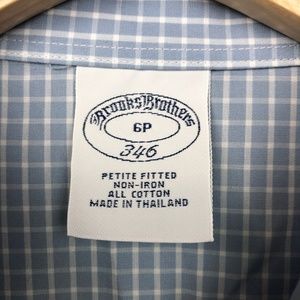 Brooks Brothers
6P
346
PETITE FITTED
NON-IRON
ALL COTTON
MADE IN THAILAND